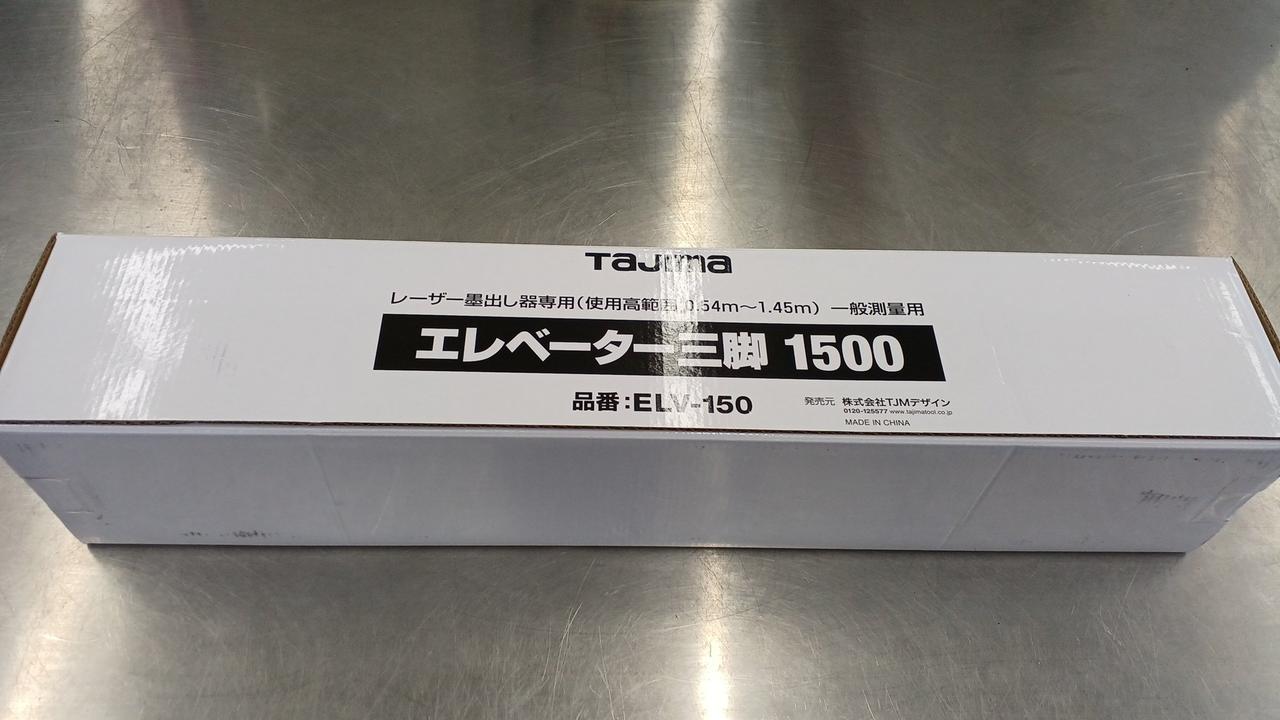 TaJima
レーザー墨出し器専用(使用高範囲 0.54m～1.45m) 一般測量用
エレベーター三脚 1500
品番:ELV-150
発売元 株式会社TJMデザイン
0120-125577 www.tajimatool.co.jp
MADE IN CHINA